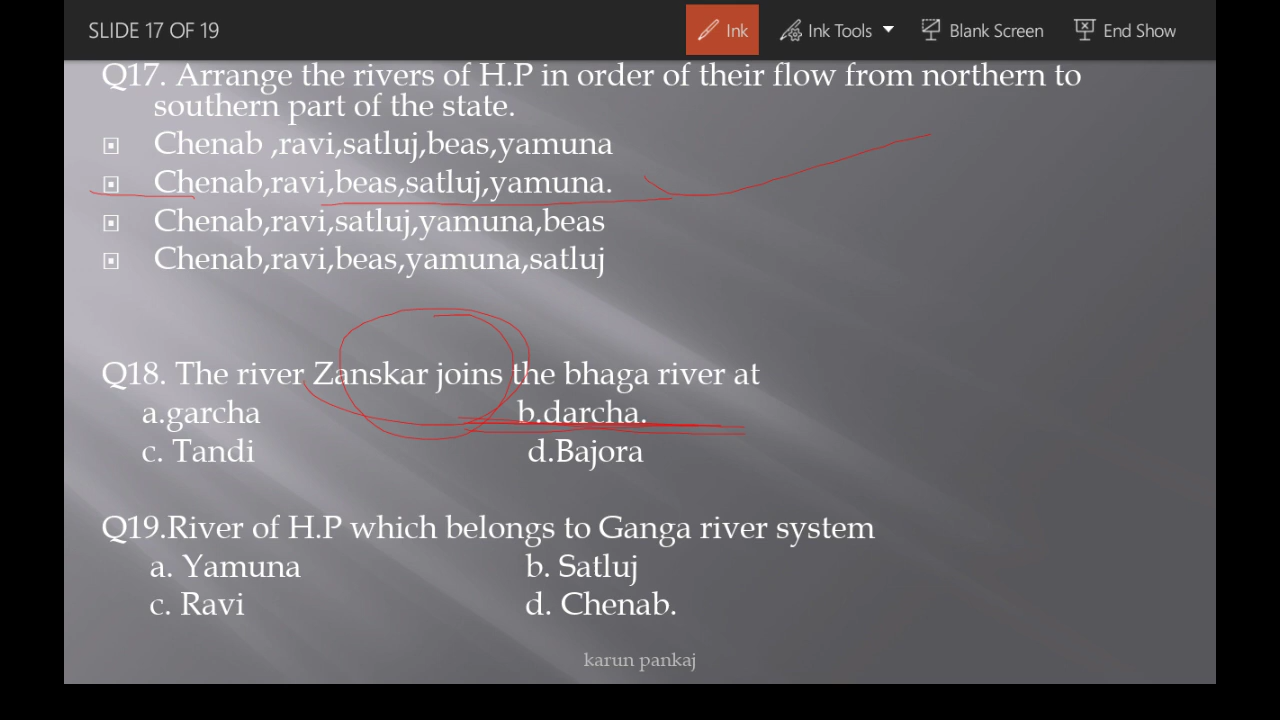 SLIDE 17 OF 19 Ink Ink Tools Blank Screen End Show
Q17. Arrange the rivers of H.P in order of their flow from northern to
southern part of the state.
Chenab ,ravi,satluj,beas,yamuna
Chenab,ravi,beas,satluj,yamuna.
Chenab,ravi,satluj,yamuna,beas
Chenab,ravi,beas,yamuna,satluj
Q18. The river Zanskar joins the bhaga river at
a.garcha b.darcha.
c. Tandi d.Bajora
Q19.River of H.P which belongs to Ganga river system
a. Yamuna b. Satluj
c. Ravi d. Chenab.
karun pankaj